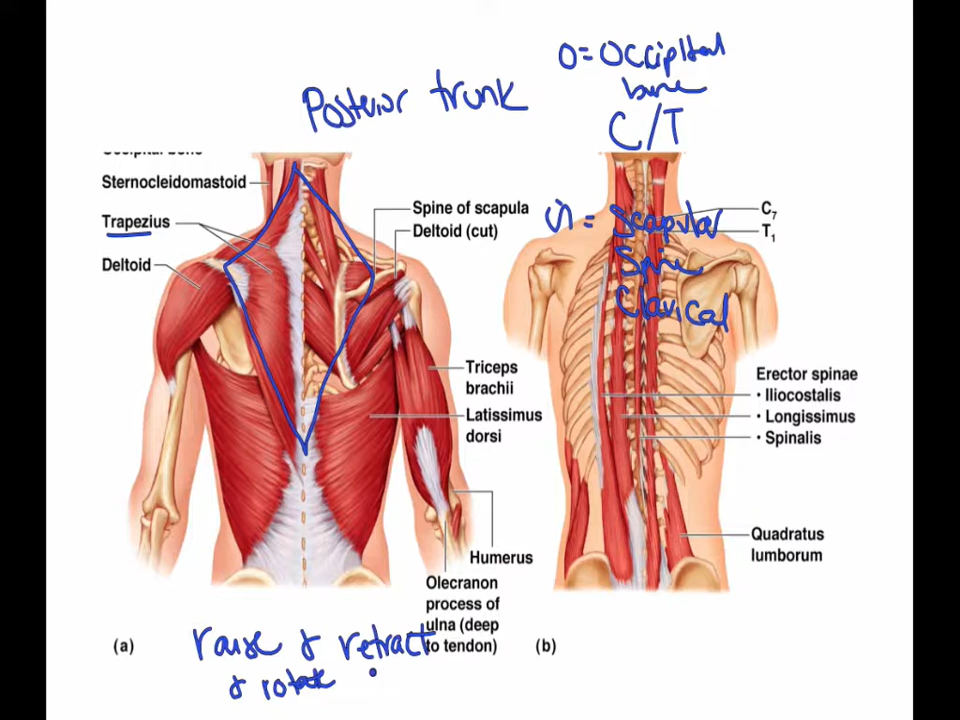 O= Occipital
bone
Posterior trunk
C/T
Occipital bone
Sternocleidomastoid
Trapezius
Deltoid
Spine of scapula
Deltoid (cut)
Triceps
brachii
Latissimus
dorsi
Humerus
Olecranon
process of
ulna (deep
to tendon)
(a)
raise & retract
& rotate
= Scapular
Spine
Clavical
C7
T1
Erector spinae
• Iliocostalis
• Longissimus
• Spinalis
Quadratus
lumborum
(b)